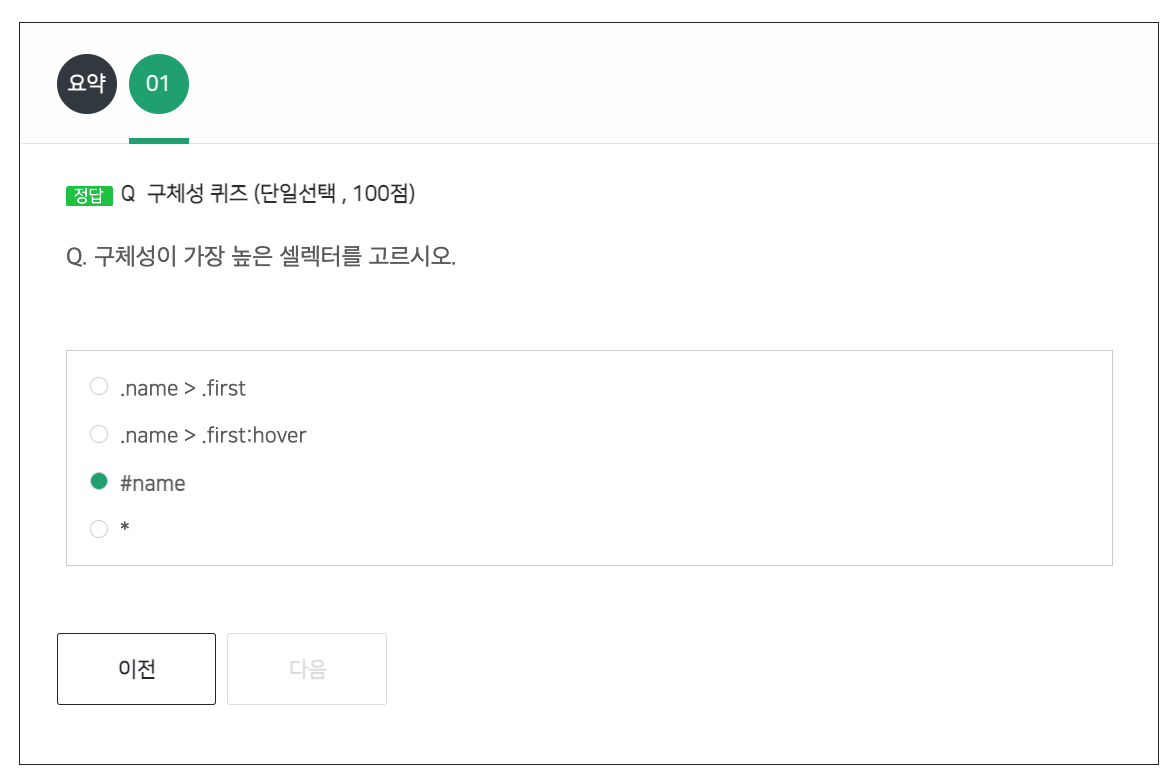 요약 01
정답 Q 구체성 퀴즈 (단일선택 , 100점)
Q. 구체성이 가장 높은 셀렉터를 고르시오.
.name > .first
.name > .first:hover
#name
*
이전 다음